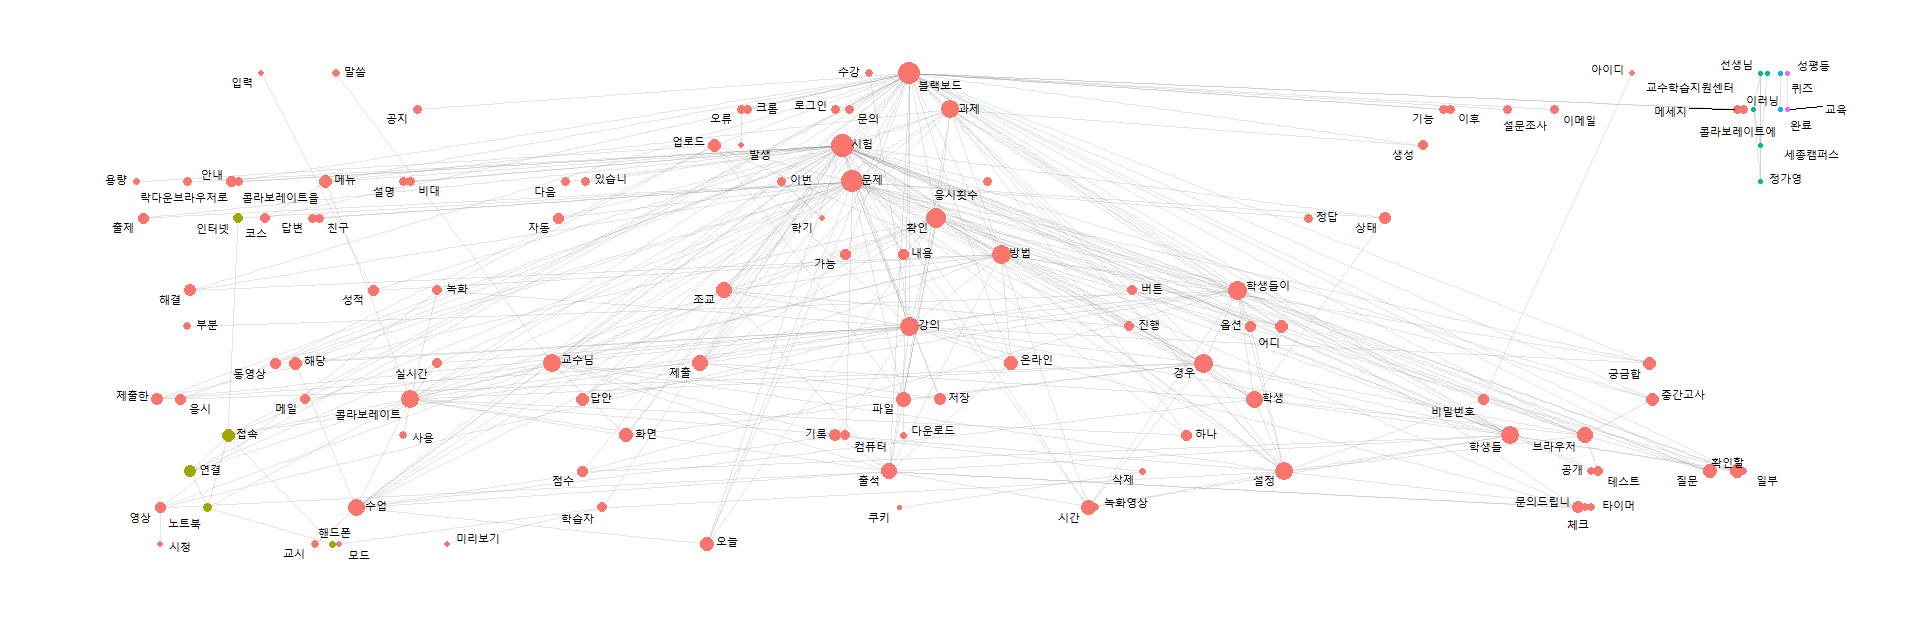 선생님
성평등
아이디
수강
말씀
입력
블랙보드
교수학습지원센터
퀴즈
이러닝
메세지
교육
과제
크롬
로그인
공지
오류
문의
기능
이후
설문조사
이메일
완료
콜라보레이트에
업로드
시험
발생
생성
세종캠퍼스
용량
안내
메뉴
다음
있습니
이번
문제
정가영
락다운브라우저로
콜라보레이트을
설명
비대
응시횟수
출제
인터넷
코스
답변
친구
자동
학기
확인
정답
상태
가능
내용
방법
해결
성적
녹화
조교
버튼
학생들이
부분
강의
진행
옵션
어디
동영상
해당
실시간
교수님
제출
온라인
경우
궁금합
제출한
응시
메일
콜라보레이트
답안
파일
저장
학생
비밀번호
중간고사
접속
사용
화면
기록
컴퓨터
다운로드
하나
학생들
브라우저
연결
점수
출석
삭제
설정
공개
테스트
질문
확인할
일부
영상
노트북
수업
학습자
쿠키
시간
녹화영상
문의드립니
타이머
체크
시청
교시
핸드폰
모드
미리보기
오늘